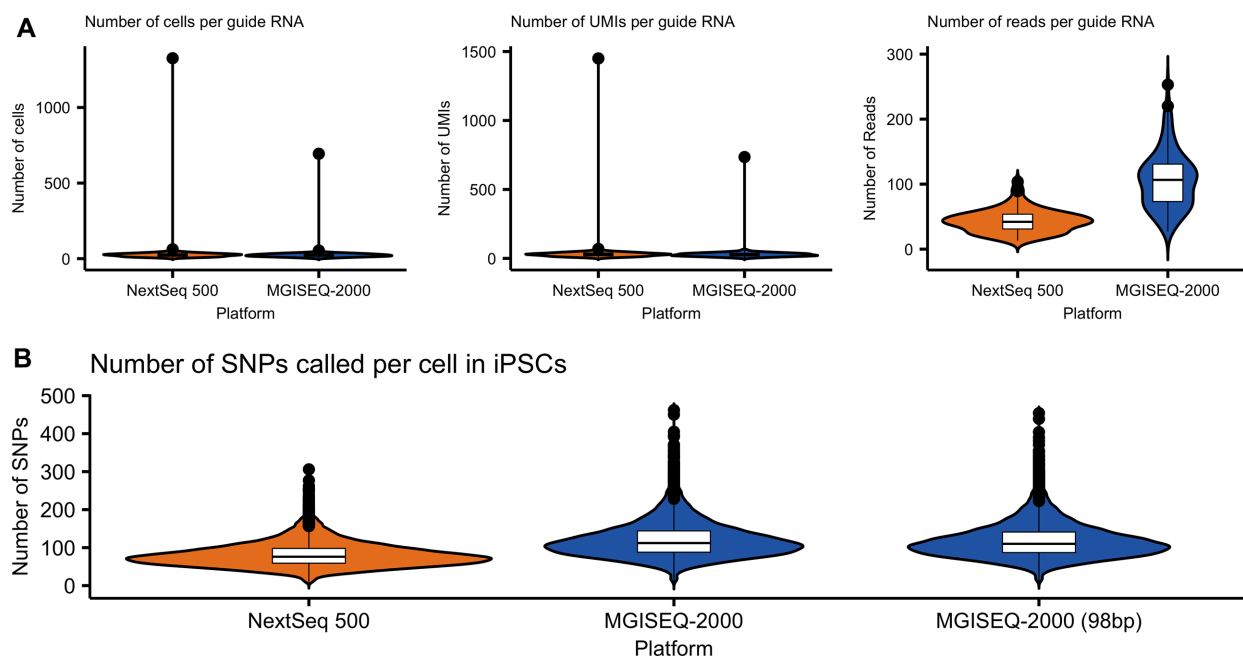 A
Number of cells per guide RNA
Number of cells
1000
500
0
NextSeq 500 MGISEQ-2000
Platform
Number of UMIs per guide RNA
Number of UMIs
1500
1000
500
0
NextSeq 500 MGISEQ-2000
Platform
Number of reads per guide RNA
Number of Reads
300
200
100
0
NextSeq 500 MGISEQ-2000
Platform
B
Number of SNPs called per cell in iPSCs
Number of SNPs
500
400
300
200
100
0
NextSeq 500 MGISEQ-2000 MGISEQ-2000 (98bp)
Platform